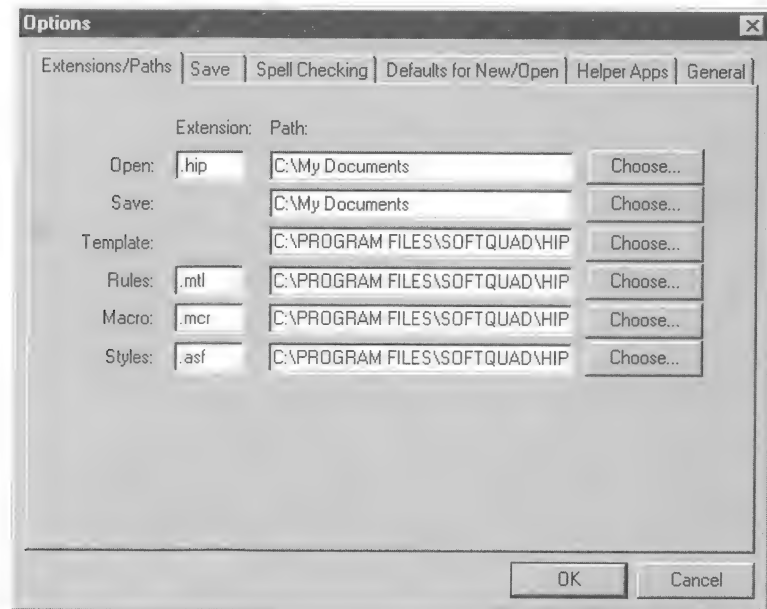 Options
Extensions/Paths Save Spell Checking Defaults for New/Open Helper Apps General
Extension: Path:
Open: .hip C:\My Documents Choose...
Save: C:\My Documents Choose...
Template: C:\PROGRAM FILES\SOFTQUAD\HIP Choose...
Rules: .mtl C:\PROGRAM FILES\SOFTQUAD\HIP Choose...
Macro: .mcr C:\PROGRAM FILES\SOFTQUAD\HIP Choose...
Styles: .asf C:\PROGRAM FILES\SOFTQUAD\HIP Choose...
OK Cancel